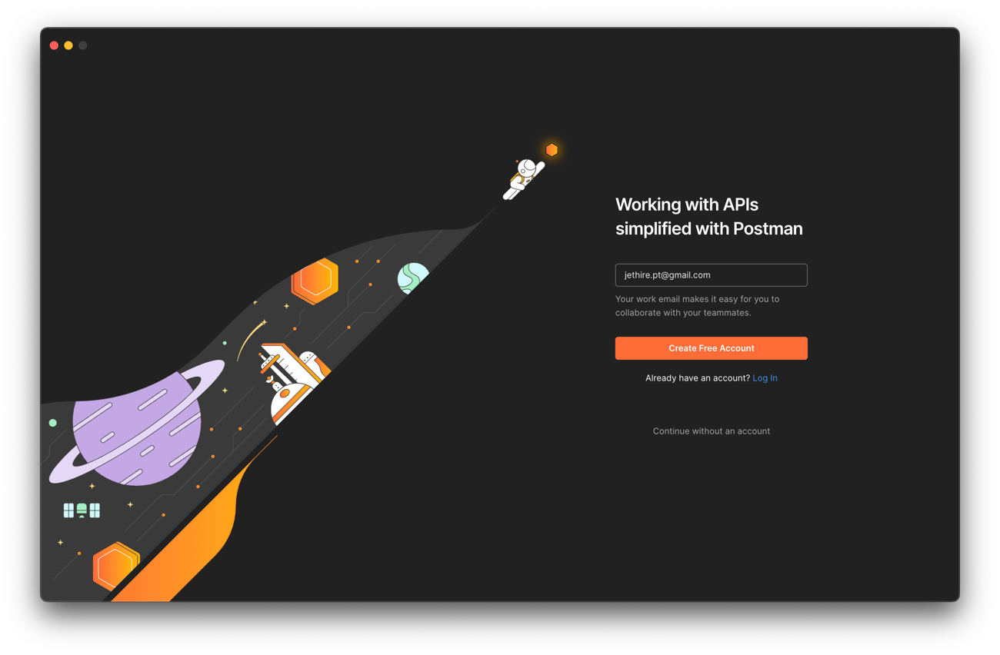 Working with APIs
simplified with Postman
jethire.pt@gmail.com
Your work email makes it easy for you to
collaborate with your teammates.
Create Free Account
Already have an account? Log In
Continue without an account